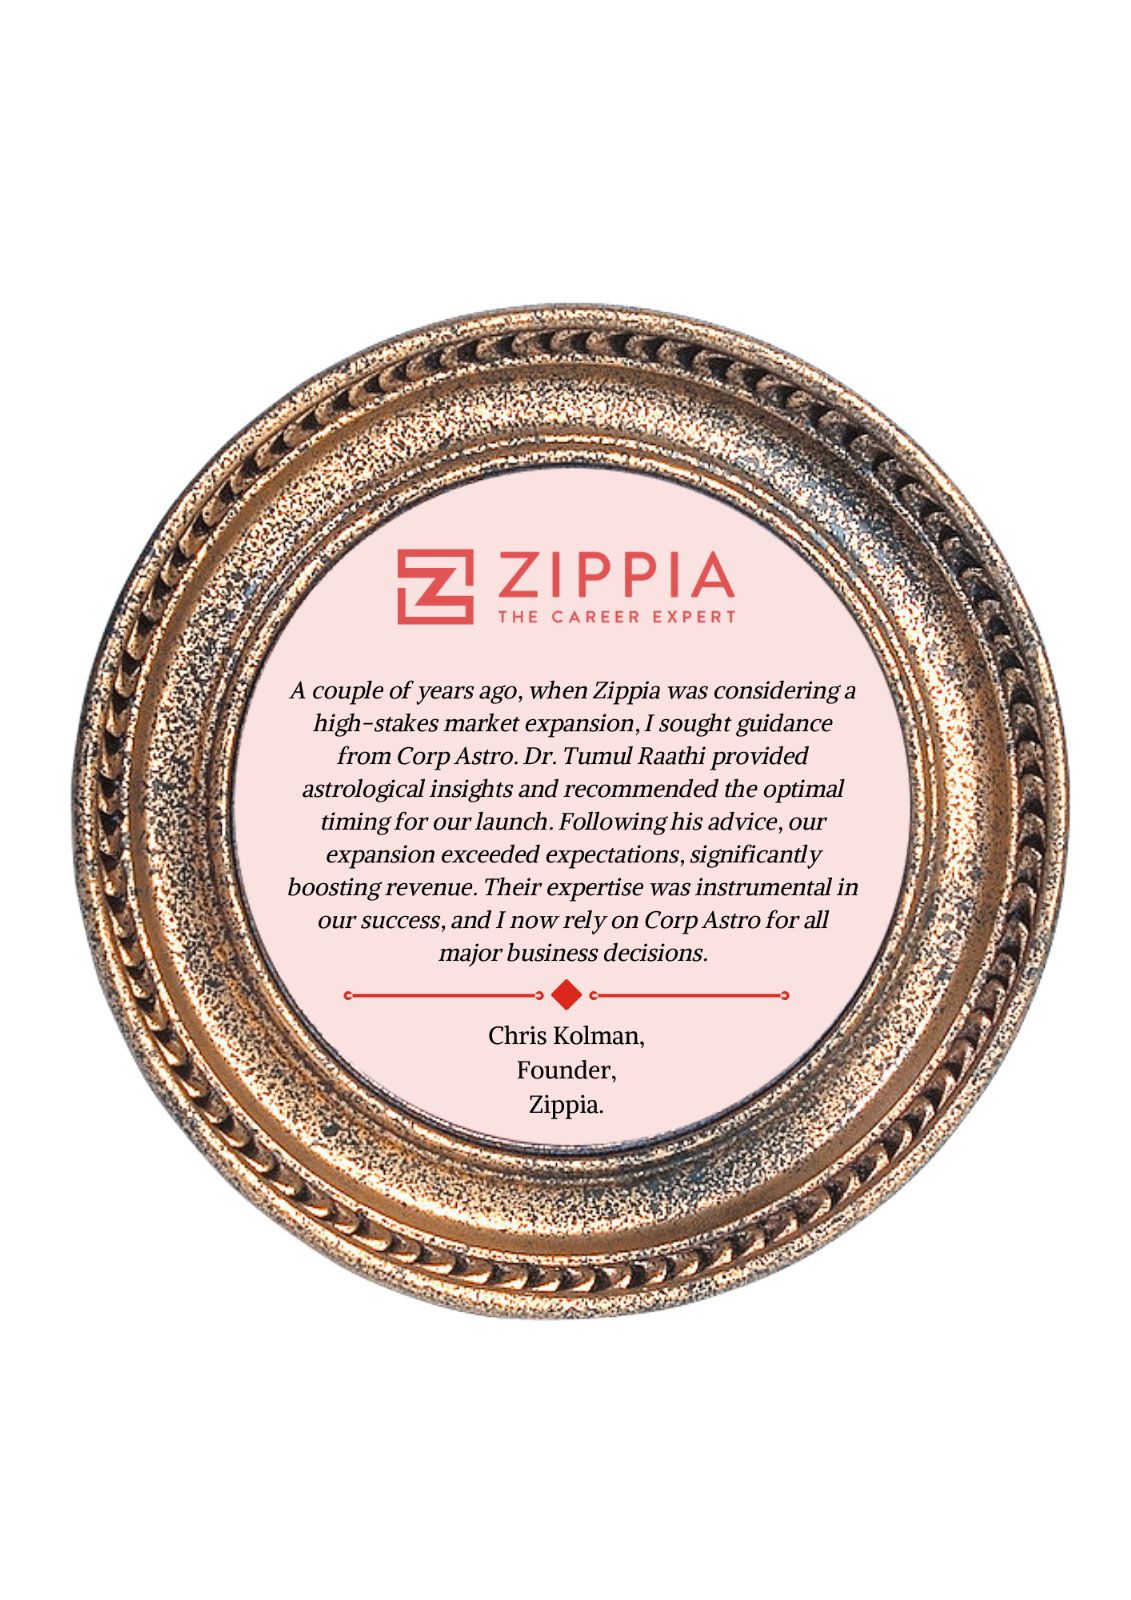 ZIPPIA
THE CAREER EXPERT
A couple of years ago, when Zippia was considering a
high-stakes market expansion, I sought guidance
from Corp Astro. Dr. Tumul Raathi provided
astrological insights and recommended the optimal
timing for our launch. Following his advice, our
expansion exceeded expectations, significantly
boosting revenue. Their expertise was instrumental in
our success, and I now rely on Corp Astro for all
major business decisions.
Chris Kolman,
Founder,
Zippia.